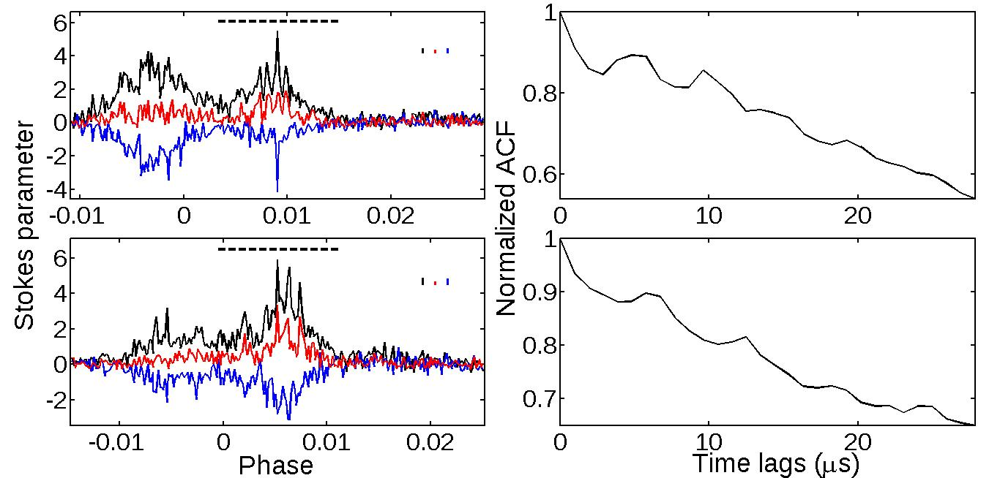 Stokes parameter
6
4
2
0
-2
-4
-0.01 0 0.01 0.02
6
4
2
0
-2
-0.01 0 0.01 0.02
Phase
Normalized ACF
1
0.8
0.6
0 10 20
1
0.9
0.8
0.7
0 10 20
Time lags (μs)